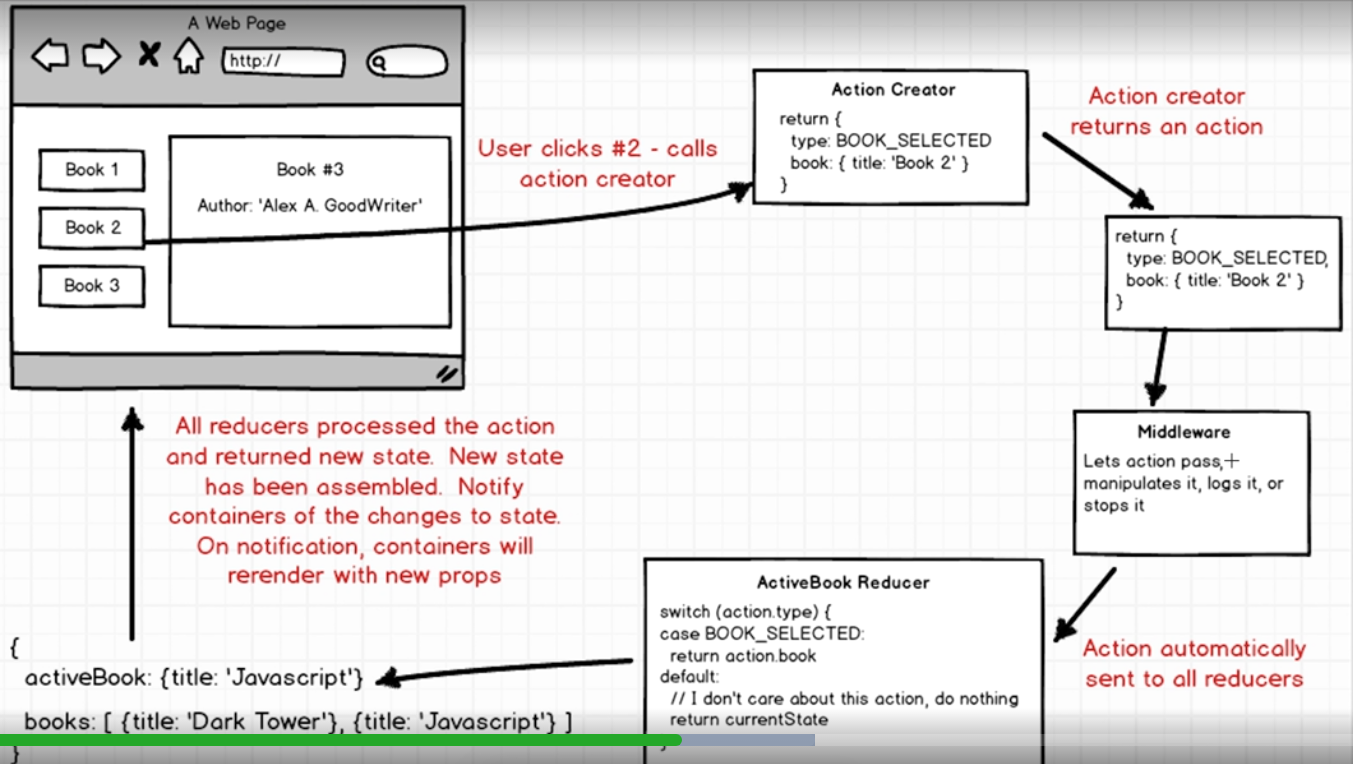 A Web Page
http://
Book 1
Book 2
Book 3
Book #3
Author: 'Alex A. GoodWriter'
User clicks #2 - calls
action creator
Action Creator
return {
type: BOOK_SELECTED
book: { title: 'Book 2' }
}
Action creator
returns an action
return {
type: BOOK_SELECTED,
book: { title: 'Book 2' }
}
Middleware
Lets action pass,
manipulates it, logs it, or
stops it
Action automatically
sent to all reducers
ActiveBook Reducer
switch (action.type) {
case BOOK_SELECTED:
return action.book
default:
// I don't care about this action, do nothing
return currentState
}
All reducers processed the action
and returned new state. New state
has been assembled. Notify
containers of the changes to state.
On notification, containers will
rerender with new props
{
activeBook: {title: 'Javascript'}
books: [ {title: 'Dark Tower'}, {title: 'Javascript'} ]
}